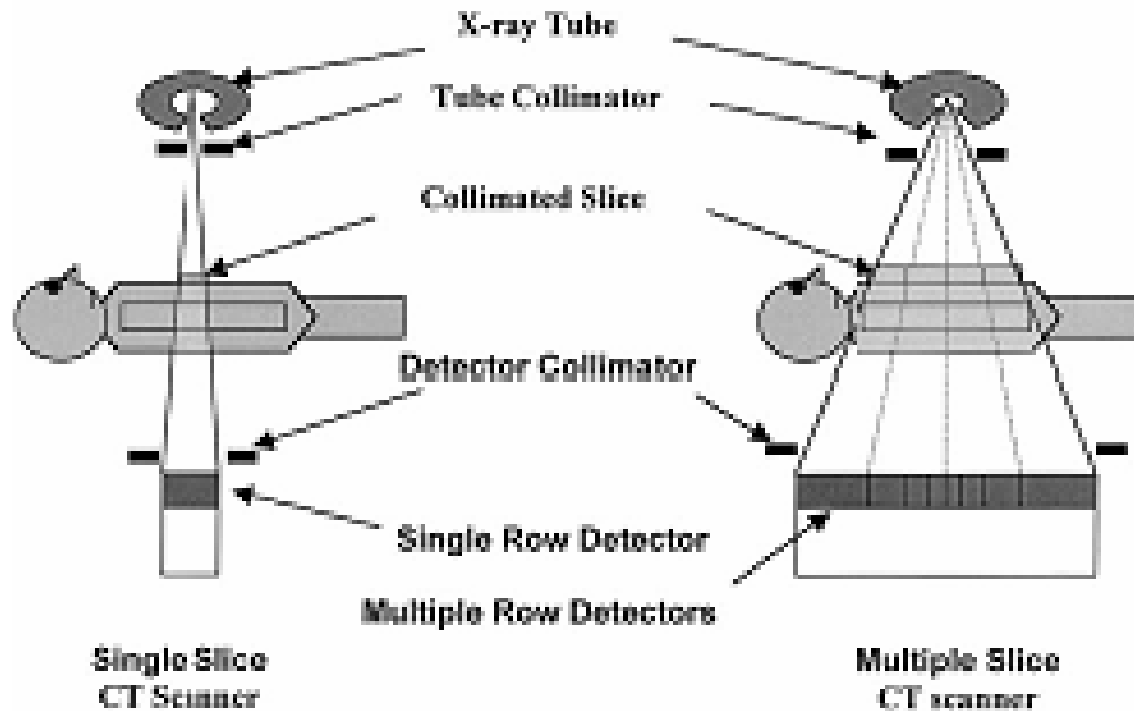 X-ray Tube
Tube Collimator
Collimated Slice
Detector Collimator
Single Row Detector
Multiple Row Detectors
Single Slice
CT Scanner
Multiple Slice
CT scanner